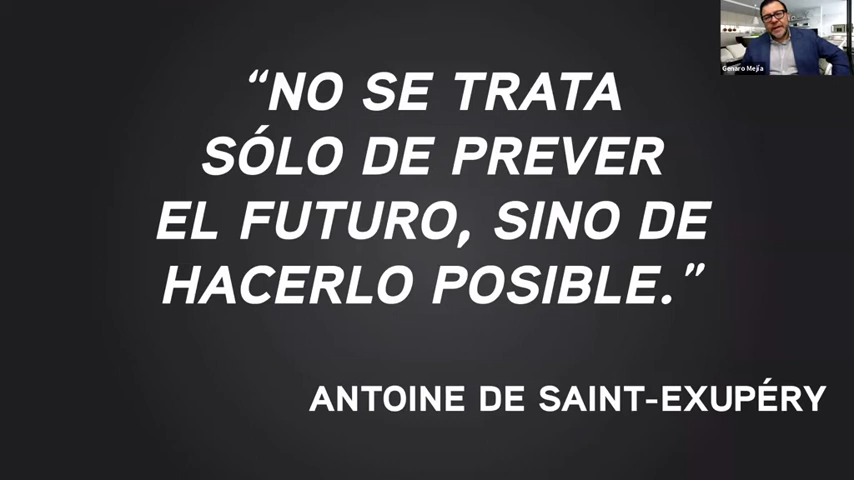 “NO SE TRATA
SÓLO DE PREVER
EL FUTURO, SINO DE
HACERLO POSIBLE.”
ANTOINE DE SAINT-EXUPÉRY
Genaro Mejía